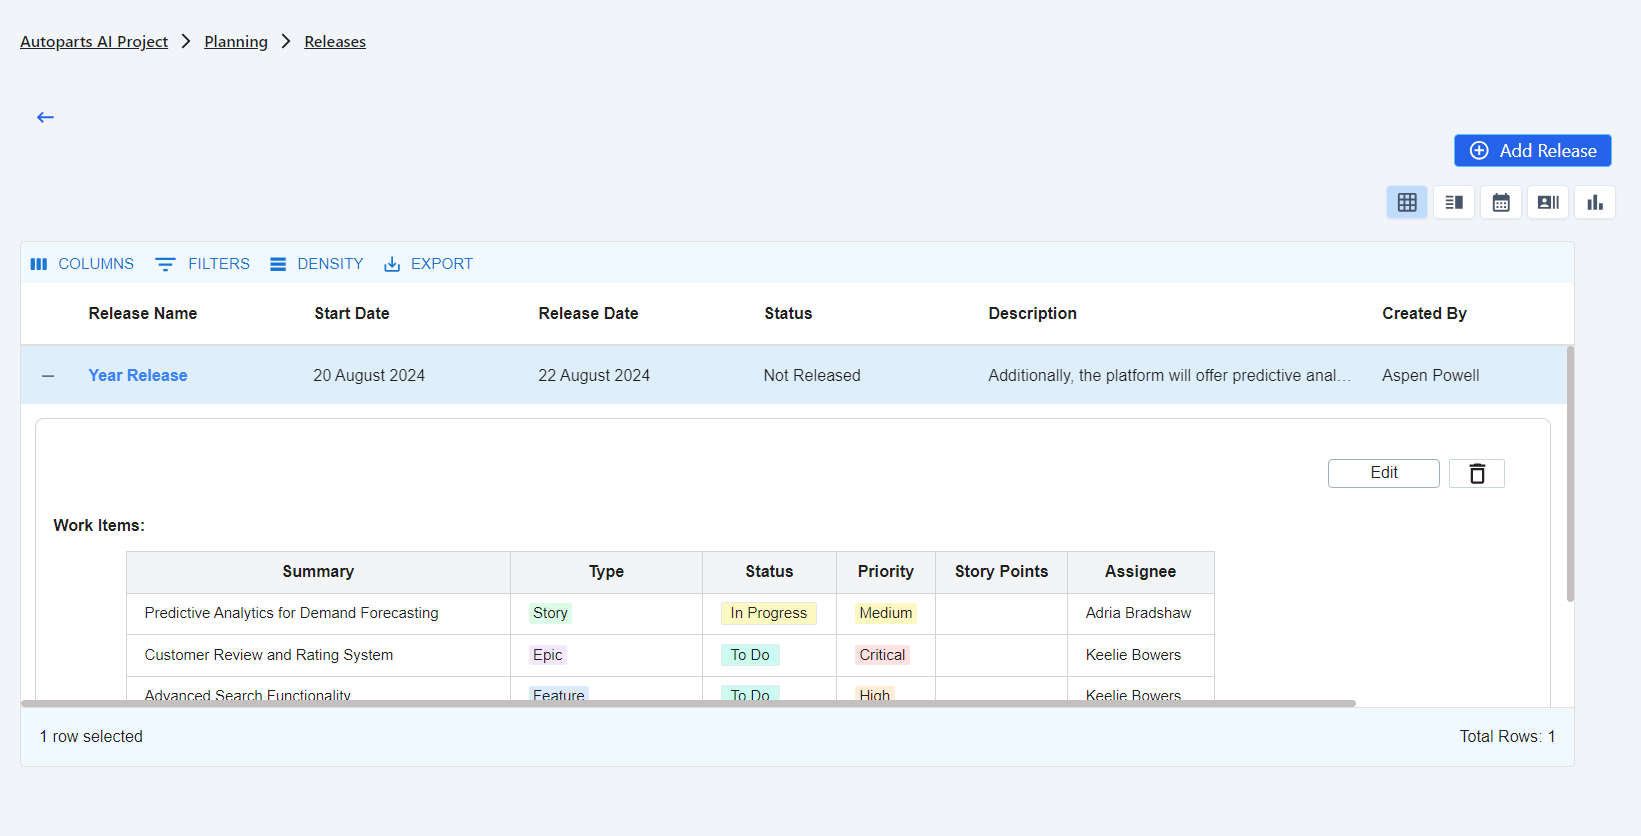 Autoparts AI Project > Planning > Releases
Add Release
COLUMNS FILTERS DENSITY EXPORT
Release Name Start Date Release Date Status Description Created By
Year Release 20 August 2024 22 August 2024 Not Released Additionally, the platform will offer predictive anal... Aspen Powell
Edit
Work Items:
Summary Type Status Priority Story Points Assignee
Predictive Analytics for Demand Forecasting Story In Progress Medium Adria Bradshaw
Customer Review and Rating System Epic To Do Critical Keelie Bowers
Advanced Search Functionality Feature To Do High Keelie Bowers
1 row selected Total Rows: 1